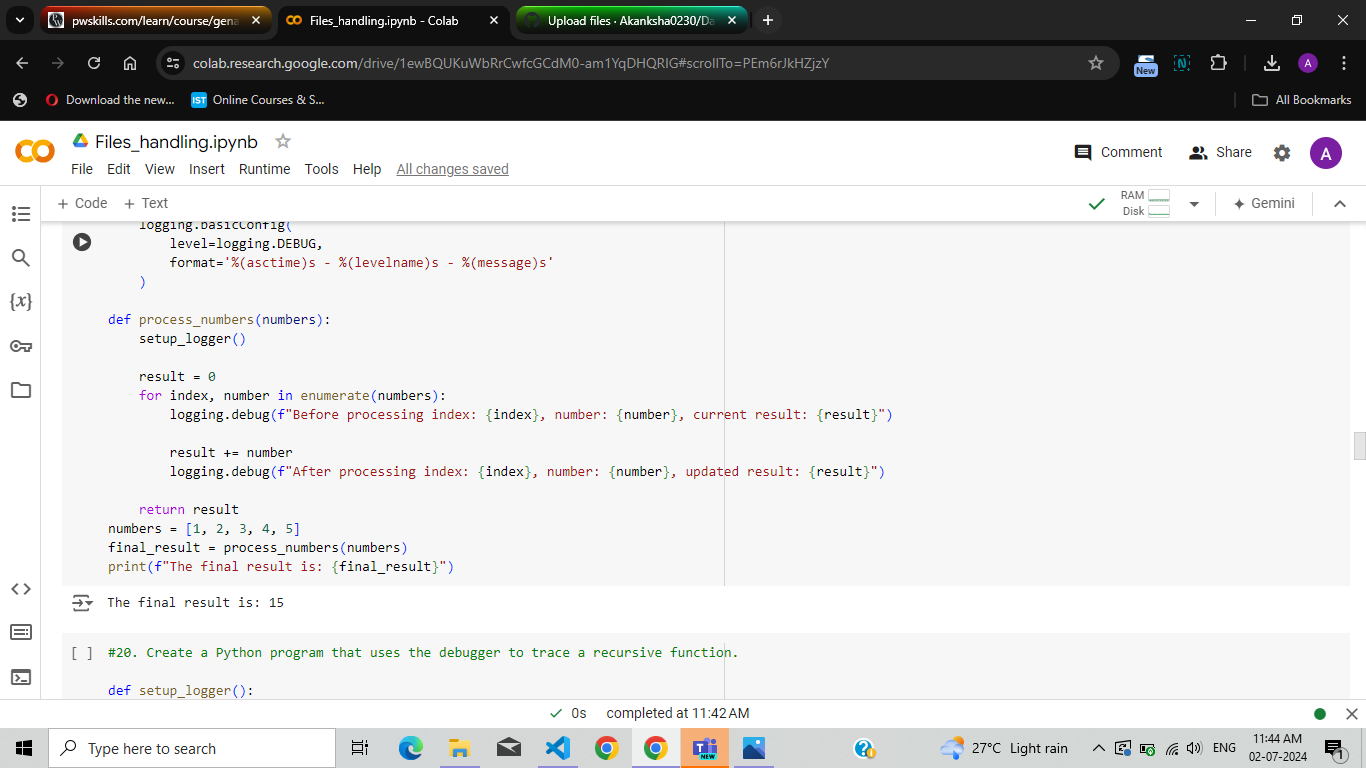 pwskills.com/learn/course/gena
Files_handling.ipynb - Colab
Upload files · Akanksha0230/Da
colab.research.google.com/drive/1ewBQUKuWbRrCwfcGCdM0-am1YqDHQRIG#scrollTo=PEm6rJkHZjzY
New
N
A
Download the new...
IST
Online Courses & S...
All Bookmarks
Files_handling.ipynb
Comment
Share
A
File Edit View Insert Runtime Tools Help All changes saved
+ Code + Text
RAM
Disk
Gemini
logging.basicConfig(
level=logging.DEBUG,
format='%(asctime)s - %(levelname)s - %(message)s'
)
def process_numbers(numbers):
setup_logger()
result = 0
for index, number in enumerate(numbers):
logging.debug(f"Before processing index: {index}, number: {number}, current result: {result}")
result += number
logging.debug(f"After processing index: {index}, number: {number}, updated result: {result}")
return result
numbers = [1, 2, 3, 4, 5]
final_result = process_numbers(numbers)
print(f"The final result is: {final_result}")
The final result is: 15
[ ] #20. Create a Python program that uses the debugger to trace a recursive function.
def setup_logger():
0s completed at 11:42 AM
Type here to search
NEW
27°C Light rain
ENG
11:44 AM
02-07-2024
1